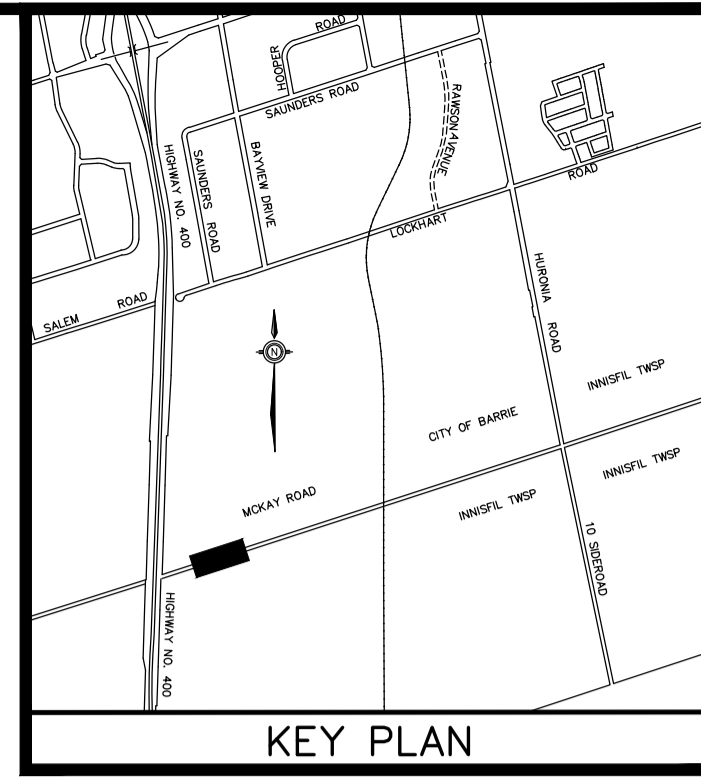 ROAD
HOOPER
SAUNDERS ROAD
RAWSON AVENUE
HIGHWAY NO. 400
SAUNDERS ROAD
BAYVIEW DRIVE
ROAD
LOCKHART
SALEM ROAD
HURONIA ROAD
N
INNISFIL TWSP
CITY OF BARRIE
INNISFIL TWSP
MCKAY ROAD
INNISFIL TWSP
10 SIDEROAD
HIGHWAY NO. 400
KEY PLAN